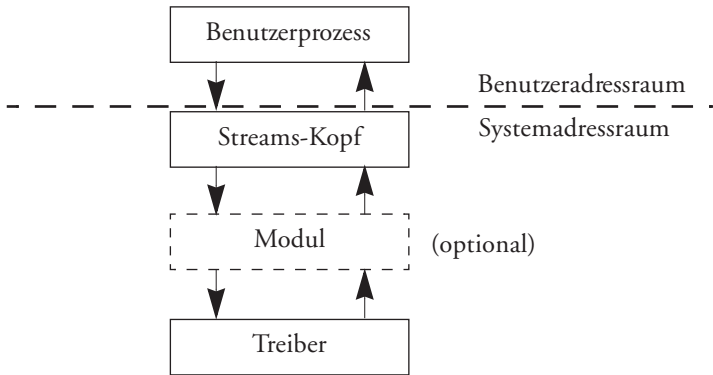 Benutzerprozess
Benutzeradressraum
Systemadressraum
Streams-Kopf
Modul
(optional)
Treiber